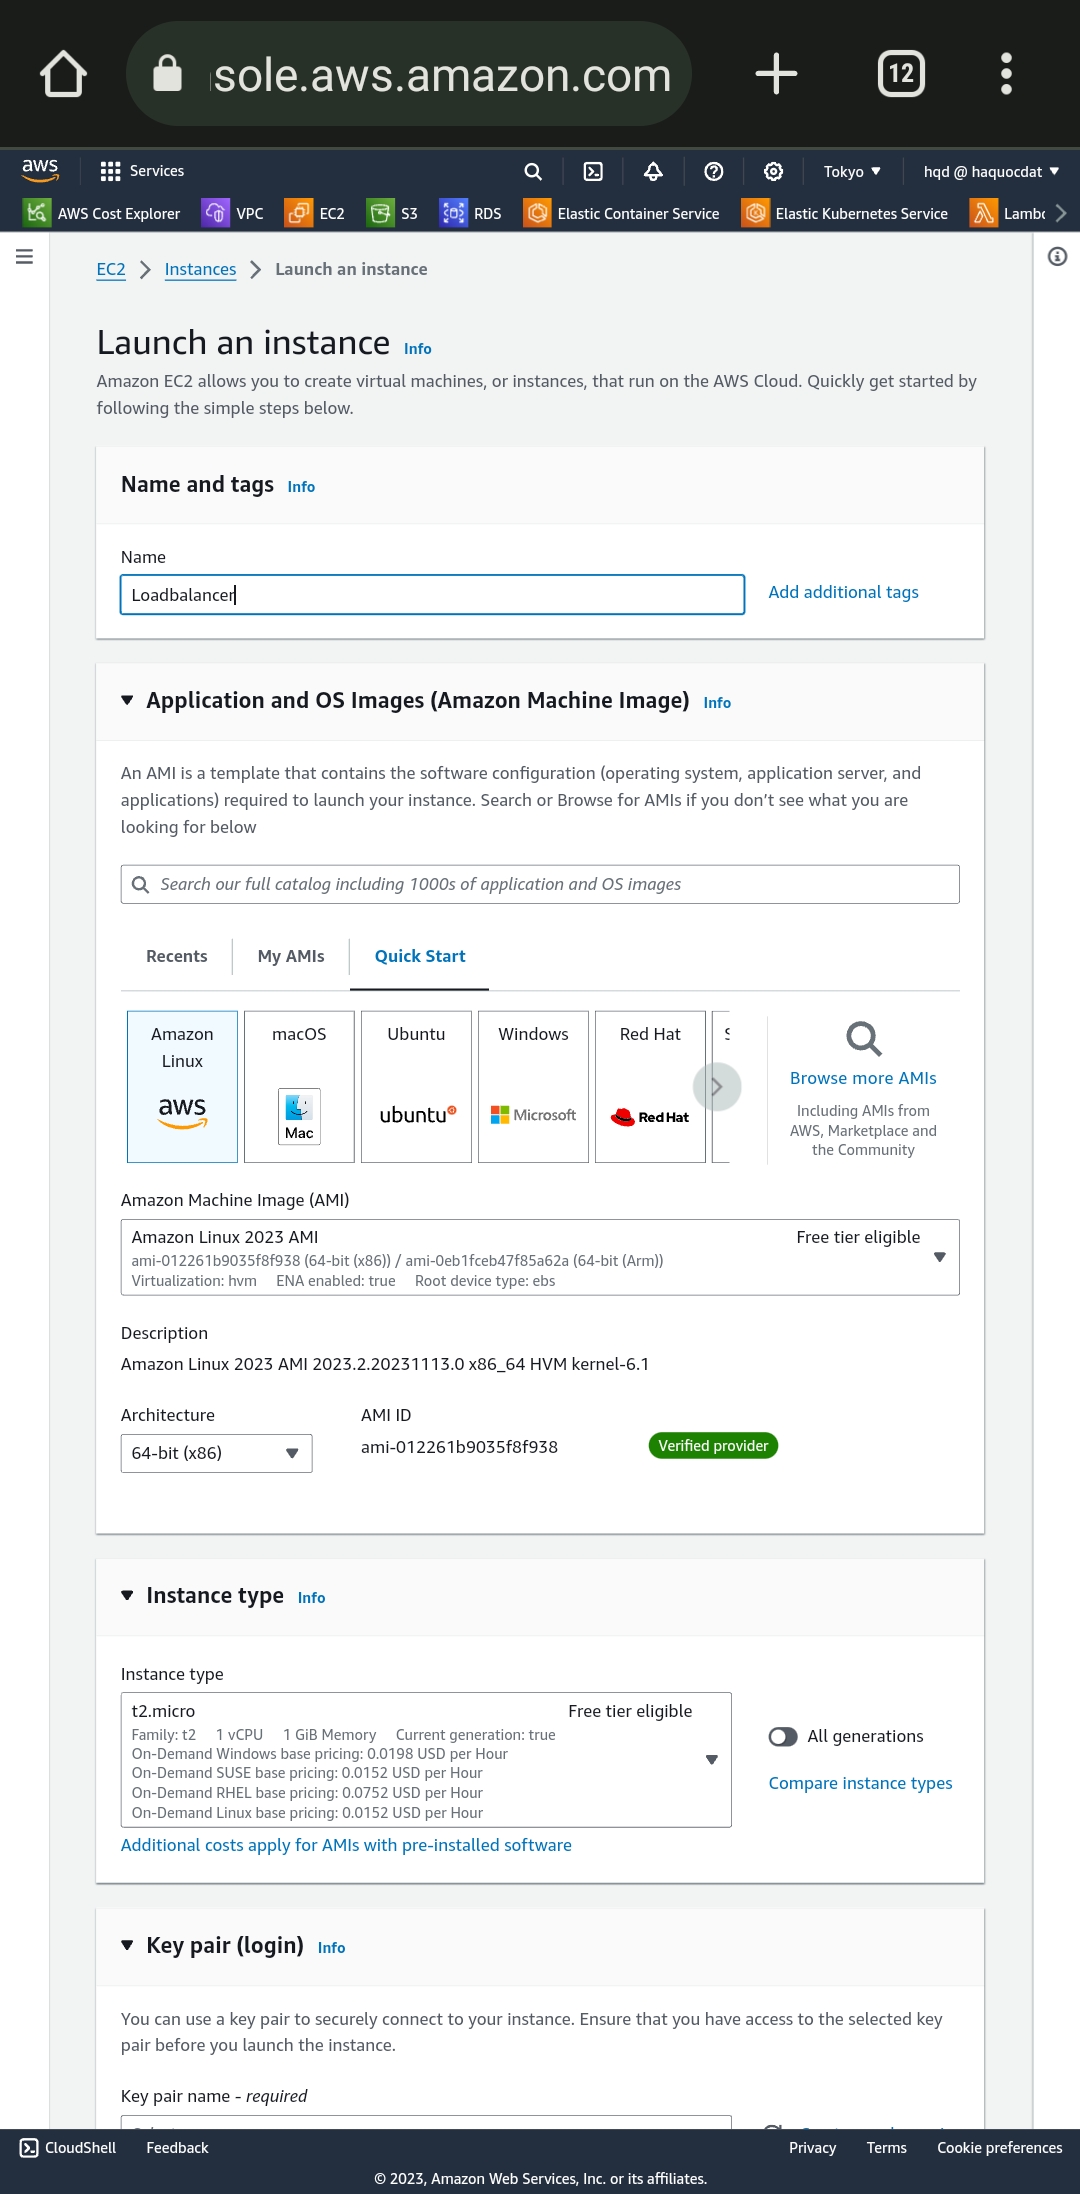 sole.aws.amazon.com
12
aws
Services
Tokyo ▼
hqd @ haquocdat ▼
AWS Cost Explorer
VPC
EC2
S3
RDS
Elastic Container Service
Elastic Kubernetes Service
EC2 > Instances > Launch an instance
Launch an instance Info
Amazon EC2 allows you to create virtual machines, or instances, that run on the AWS Cloud. Quickly get started by
following the simple steps below.
Name and tags Info
Name
Loadbalancer
Add additional tags
Application and OS Images (Amazon Machine Image) Info
An AMI is a template that contains the software configuration (operating system, application server, and
applications) required to launch your instance. Search or Browse for AMIs if you don't see what you are
looking for below
Search our full catalog including 1000s of application and OS images
Recents
My AMIs
Quick Start
Amazon
Linux
aws
macOS
Mac
Ubuntu
ubuntu
Windows
Microsoft
Red Hat
Red Hat
Browse more AMIs
Including AMIs from
AWS, Marketplace and
the Community
Amazon Machine Image (AMI)
Amazon Linux 2023 AMI
Free tier eligible
ami-012261b9035f8f938 (64-bit (x86)) / ami-0eb1fceb47f85a62a (64-bit (Arm))
Virtualization: hvm ENA enabled: true Root device type: ebs
Description
Amazon Linux 2023 AMI 2023.2.20231113.0 x86_64 HVM kernel-6.1
Architecture
64-bit (x86)
AMI ID
ami-012261b9035f8f938
Verified provider
Instance type Info
Instance type
t2.micro
Free tier eligible
Family: t2 1 vCPU 1 GiB Memory Current generation: true
On-Demand Windows base pricing: 0.0198 USD per Hour
On-Demand SUSE base pricing: 0.0152 USD per Hour
On-Demand RHEL base pricing: 0.0752 USD per Hour
On-Demand Linux base pricing: 0.0152 USD per Hour
All generations
Compare instance types
Additional costs apply for AMIs with pre-installed software
Key pair (login) Info
You can use a key pair to securely connect to your instance. Ensure that you have access to the selected key
pair before you launch the instance.
Key pair name - required
CloudShell
Feedback
Privacy
Terms
Cookie preferences
© 2023, Amazon Web Services, Inc. or its affiliates.